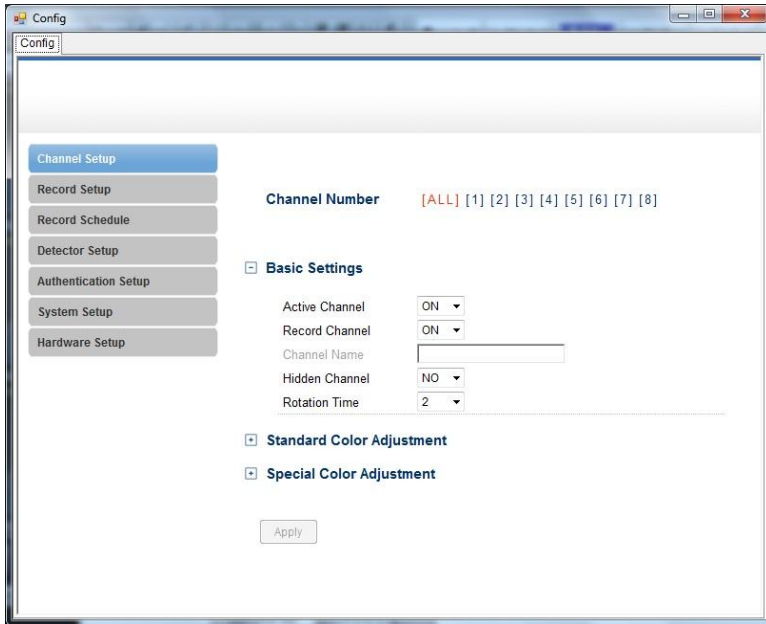 Config
Config
Channel Setup
Record Setup
Record Schedule
Detector Setup
Authentication Setup
System Setup
Hardware Setup
Channel Number [ALL] [1] [2] [3] [4] [5] [6] [7] [8]
Basic Settings
Active Channel ON
Record Channel ON
Channel Name
Hidden Channel NO
Rotation Time 2
Standard Color Adjustment
Special Color Adjustment
Apply